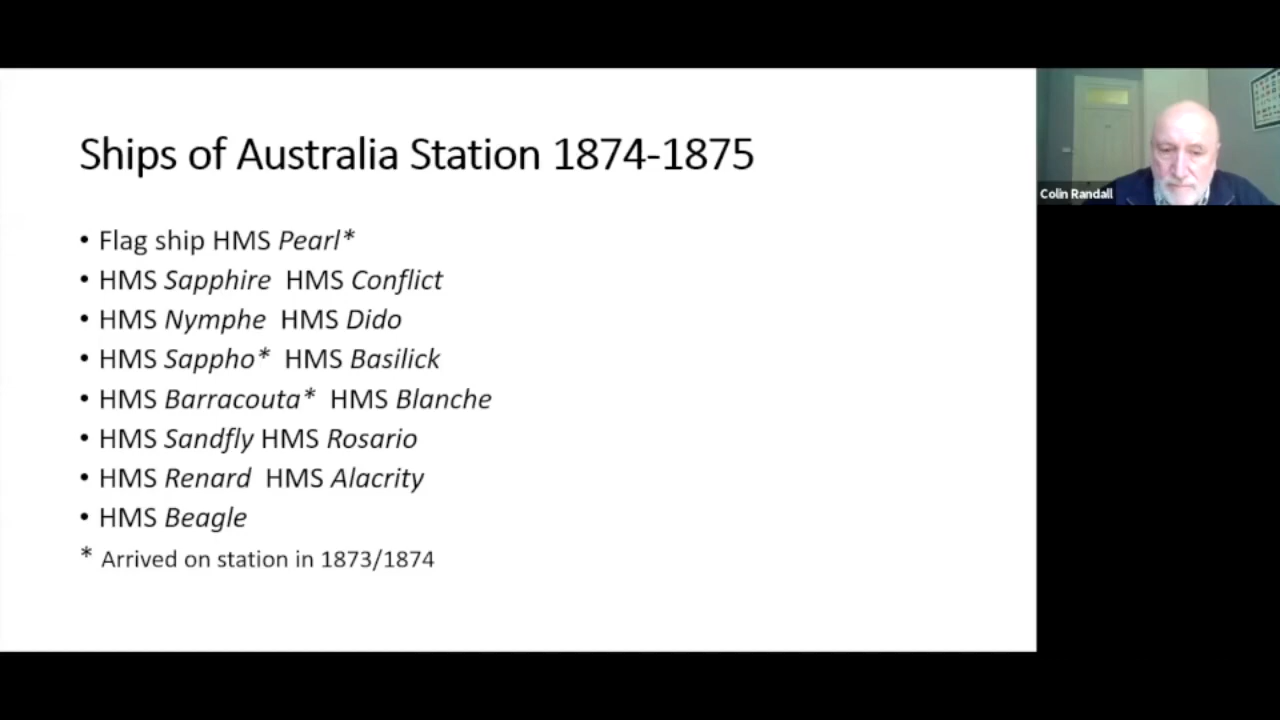 Ships of Australia Station 1874-1875
• Flag ship HMS Pearl*
• HMS Sapphire HMS Conflict
• HMS Nymphe HMS Dido
• HMS Sappho* HMS Basilick
• HMS Barracouta* HMS Blanche
• HMS Sandfly HMS Rosario
• HMS Renard HMS Alacrity
• HMS Beagle
* Arrived on station in 1873/1874
Colin Randall